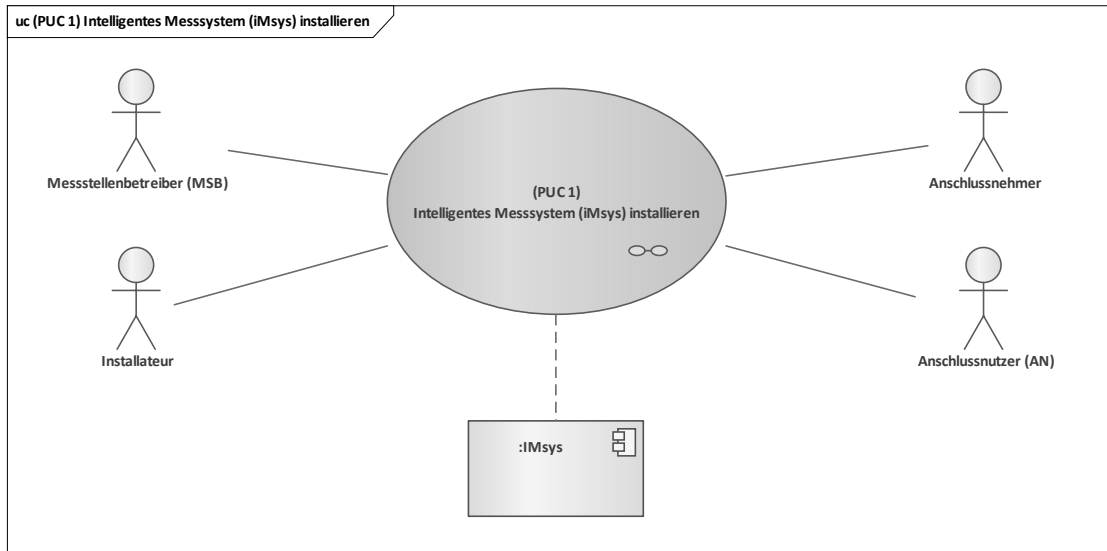 uc (PUC 1) Intelligentes Messsystem (iMsys) installieren
Messstellenbetreiber (MSB)
Anschlussnehmer
(PUC 1)
Intelligentes Messsystem (iMsys) installieren
Installateur
Anschlussnutzer (AN)
:IMsys